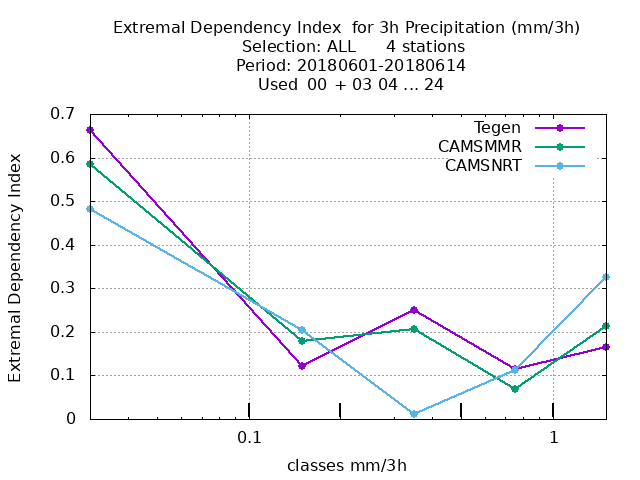 Extremal Dependency Index  for 3h Precipitation (mm/3h)
Selection: ALL      4 stations
Period: 20180601-20180614
Used  00  + 03 04 ... 24
Tegen
CAMSMMR
CAMSNRT
Extremal Dependency Index
0.7
0.6
0.5
0.4
0.3
0.2
0.1
0
0.1 1
classes mm/3h